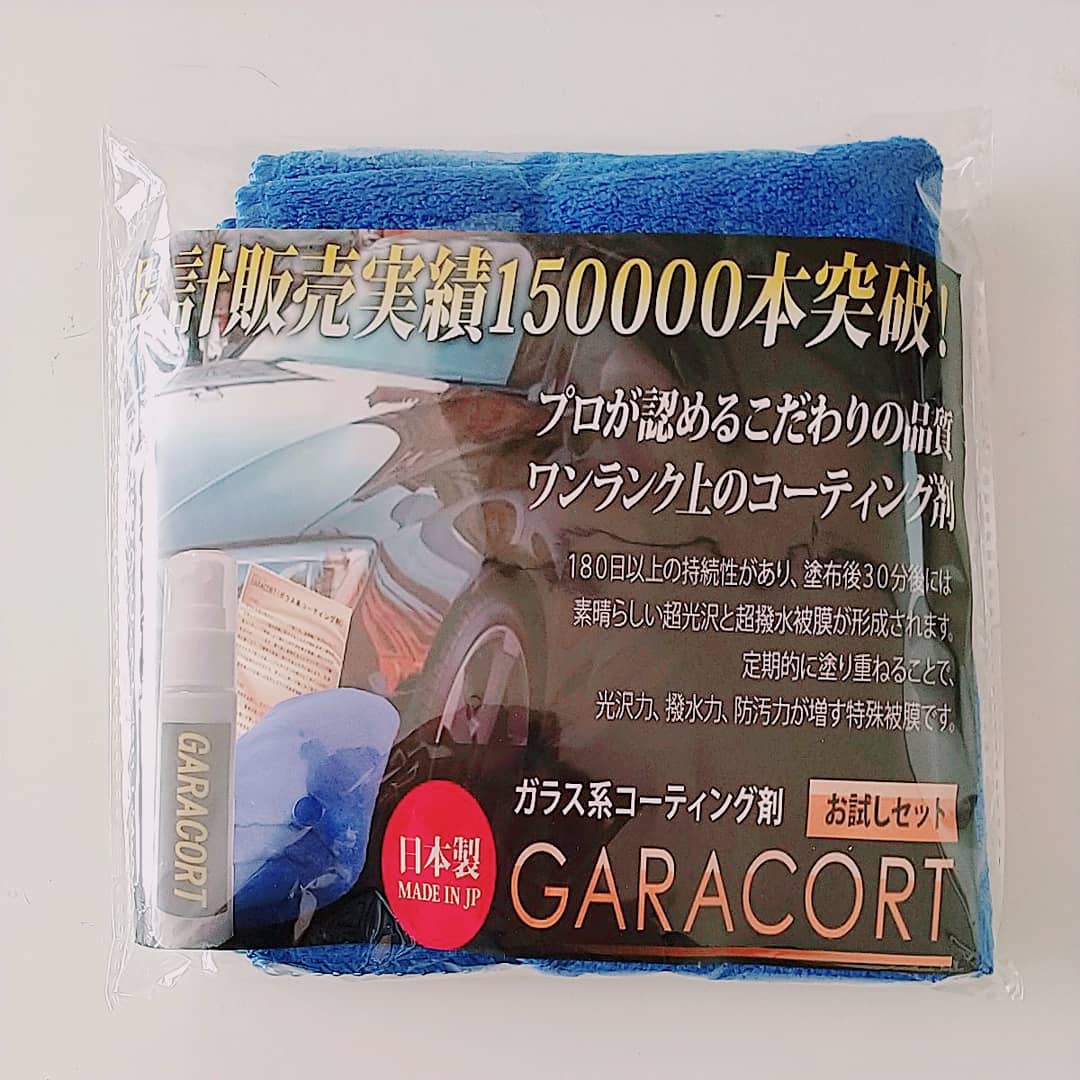 計販売実績150000本突破!
プロが認めるこだわりの品質
ワンランク上のコーティング剤
180日以上の持続性があり、塗布後30分後には
素晴らしい超光沢と超撥水被膜が形成されます。
定期的に塗り重ねることで、
光沢力、撥水力、防汚力が増す特殊被膜です。
ガラス系コーティング剤
お試しセット
GARACORT
日本製
MADE IN JP
GARACORT